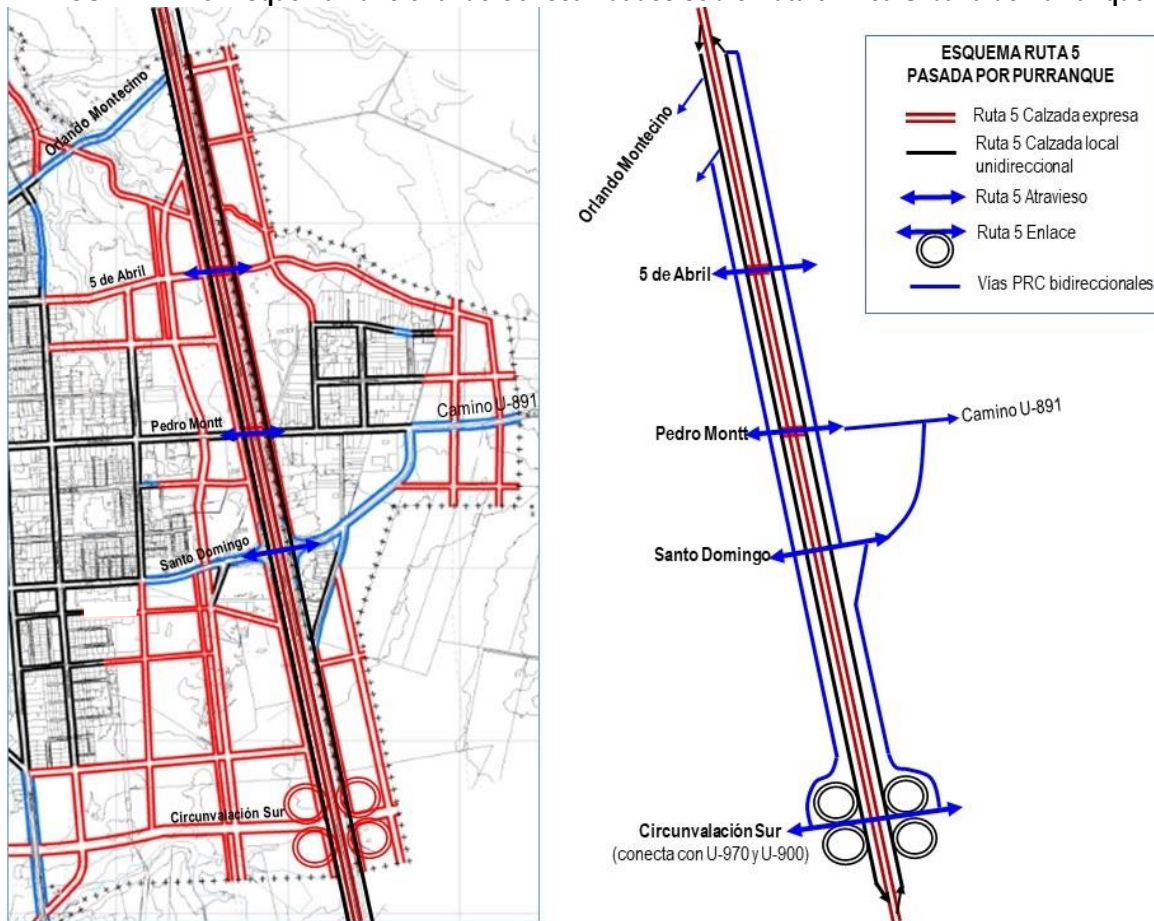 Orlando Montecino
5 de Abril
Pedro Montt
Camino U-891
Santo Domingo
Circunvalación Sur
Orlando Montecino
5 de Abril
Pedro Montt
Camino U-891
Santo Domingo
Circunvalación Sur
(conecta con U-970 y U-900)
ESQUEMA RUTA 5
PASADA POR PURRANQUE
Ruta 5 Calzada expresa
Ruta 5 Calzada local
unidireccional
Ruta 5 Atravieso
Ruta 5 Enlace
Vias PRC bidireccionales